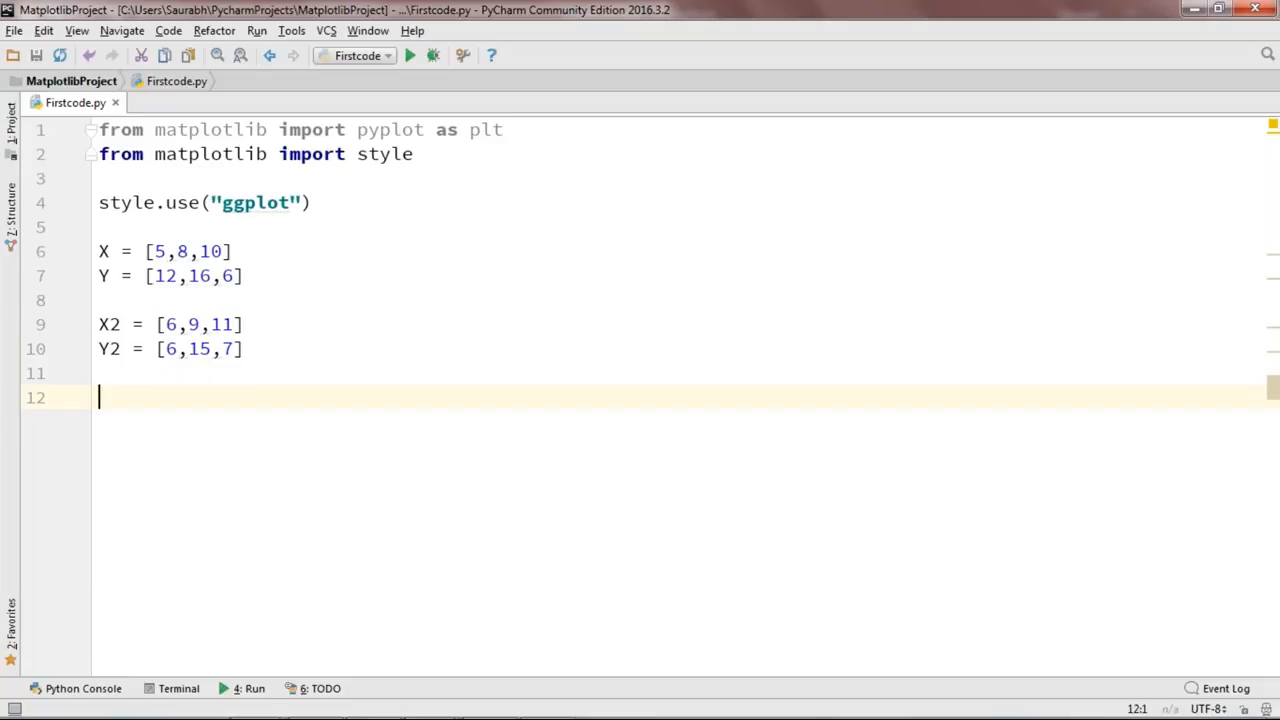 MatplotlibProject - [C:\Users\Saurabh\PycharmProjects\MatplotlibProject] - ...\Firstcode.py - PyCharm Community Edition 2016.3.2
File Edit View Navigate Code Refactor Run Tools VCS Window Help
Firstcode
MatplotlibProject Firstcode.py
Firstcode.py
1: Project
Z: Structure
2: Favorites
1 from matplotlib import pyplot as plt
2 from matplotlib import style
3
4 style.use("ggplot")
5
6 X = [5,8,10]
7 Y = [12,16,6]
8
9 X2 = [6,9,11]
10 Y2 = [6,15,7]
11
12
Python Console Terminal 4: Run 6: TODO Event Log
12:1 n/a UTF-8